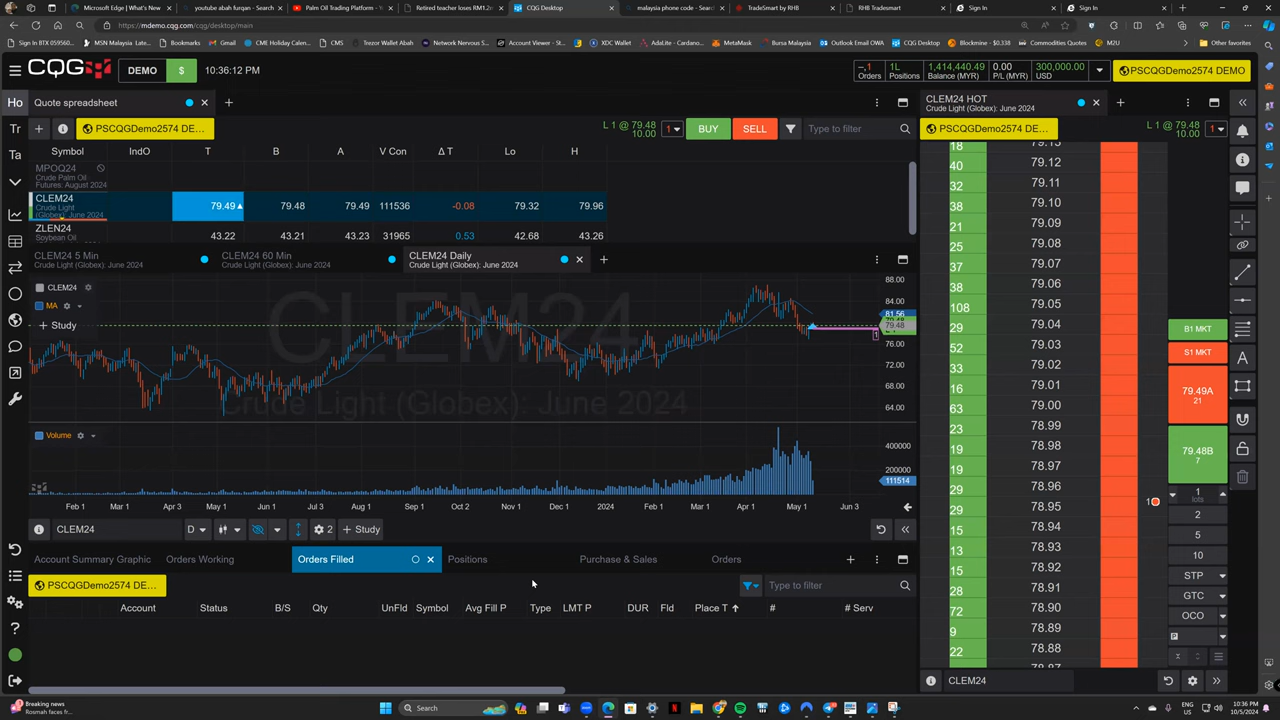 Microsoft Edge | What's New
youtube abah furqan - Search
Palm Oil Trading Platform
Retired teacher loses RM1.2m
CQG Desktop
malaysia phone code - Search
TradeSmart by RHB
RHB Tradesmart
Sign In
Sign In
https://mdemo.cqg.com/cqg/desktop/main
Sign In BTX 059560...
MSN Malaysia
Latest
Bookmarks
Gmail
CME Holiday Calen...
CMS
Trezor Wallet Abah
Network Nervous S...
Account Viewer - St...
XDC Wallet
AdaLite - Cardano...
MetaMask
Bursa Malaysia
Outlook Email OWA
CQG Desktop
Blockmine - $0.338
Commodities Quotes
M2U
Other favorites
CQG
DEMO
$
10:36:12 PM
Orders
1L
Positions
1,414,440.49
Balance (MYR)
0.00
P/L (MYR)
300,000.00
USD
PSCQGDemo2574 DEMO
Ho
Quote spreadsheet
CLEM24 HOT
Crude Light (Globex): June 2024
Tr
PSCQGDemo2574 DE...
L 1 @ 79.48
10.00
1
BUY
SELL
Type to filter
PSCQGDemo2574 DE...
L 1 @ 79.48
10.00
1
Ta
Symbol IndO T B A V Con Δ T Lo H
MPOQ24
Crude Palm Oil
Futures: August 2024
CLEM24
Crude Light
(Globex): June 2024
79.49 79.48 79.49 111536 -0.08 79.32 79.96
ZLEN24
Soybean Oil
43.22 43.21 43.23 31965 0.53 42.68 43.26
CLEM24 5 Min
Crude Light (Globex): June 2024
CLEM24 60 Min
Crude Light (Globex): June 2024
CLEM24 Daily
Crude Light (Globex): June 2024
CLEM24
MA
Study
CLEM24
Crude Light (Globex): June 2024
88.00
84.00
81.56
79.48
76.00
72.00
68.00
64.00
1
Volume
400000
200000
111514
Feb 1 Mar 1 Apr 3 May 1 Jun 1 Jul 3 Aug 1 Sep 1 Oct 2 Nov 1 Dec 1 2024 Feb 1 Mar 1 Apr 1 May 1 Jun 3
CLEM24
D
2
Study
Account Summary Graphic
Orders Working
Orders Filled
Positions
Purchase & Sales
Orders
PSCQGDemo2574 DE...
Type to filter
Account Status B/S Qty UnFld Symbol Avg Fill P Type LMT P DUR Fld Place T # # Serv
18 79.13
40 79.12
32 79.11
38 79.10
21 79.09
25 79.08
37 79.07
38 79.06
108 79.05
29 79.04
52 79.03
33 79.02
16 79.01
63 79.00
23 78.99
19 78.98
19 78.97
29 78.96
29 78.95
15 78.94
13 78.93
15 78.92
28 78.91
72 78.90
9 78.89
22 78.88
78.87
1
B1 MKT
S1 MKT
79.49A
21
79.48B
7
1
lots
2
5
10
STP
GTC
OCO
P
CLEM24
Breaking news
Rosmah faces fr...
Search
ENG
US
10:36 PM
10/5/2024